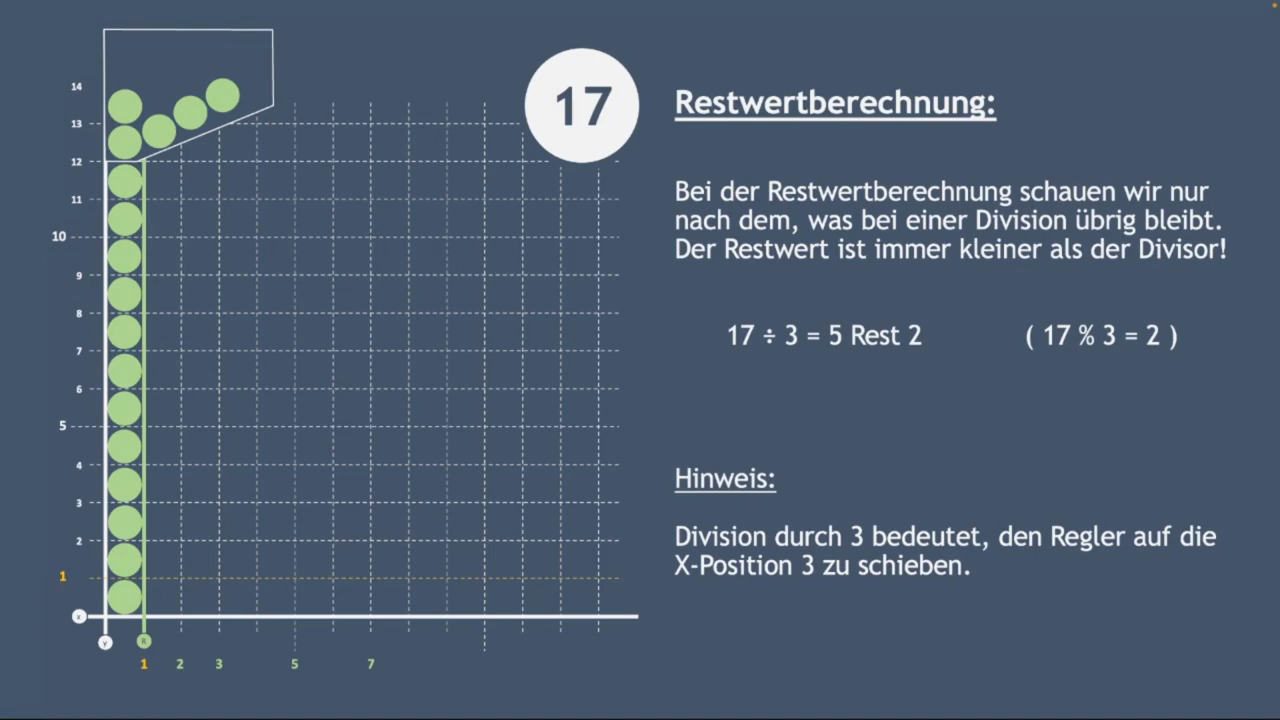 17
Restwertberechnung:
Bei der Restwertberechnung schauen wir nur
nach dem, was bei einer Division übrig bleibt.
Der Restwert ist immer kleiner als der Divisor!
17 ÷ 3 = 5 Rest 2 ( 17 % 3 = 2 )
Hinweis:
Division durch 3 bedeutet, den Regler auf die
X-Position 3 zu schieben.
14
13
12
11
10
9
8
7
6
5
4
3
2
1
X
Y R
1 2 3 5 7